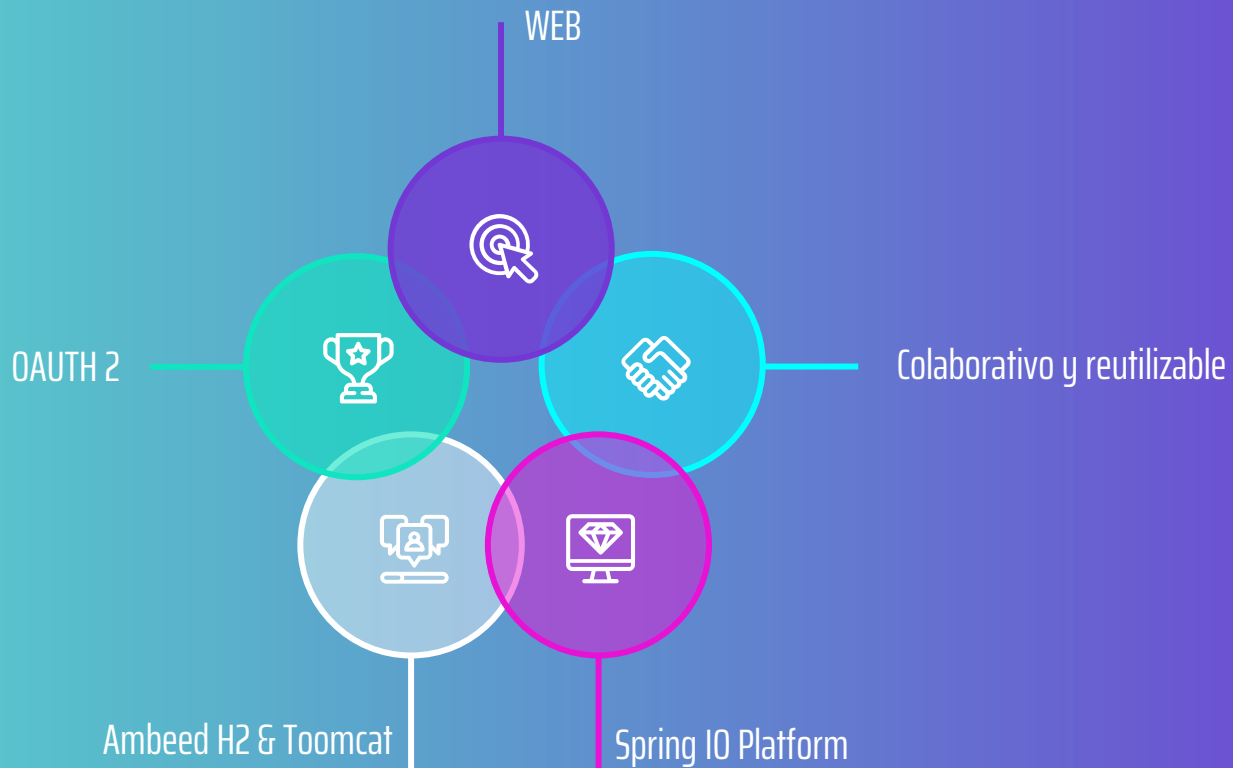 WEB
OAUTH 2
Colaborativo y reutilizable
Ambeed H2 & Toomcat
Spring IO Platform